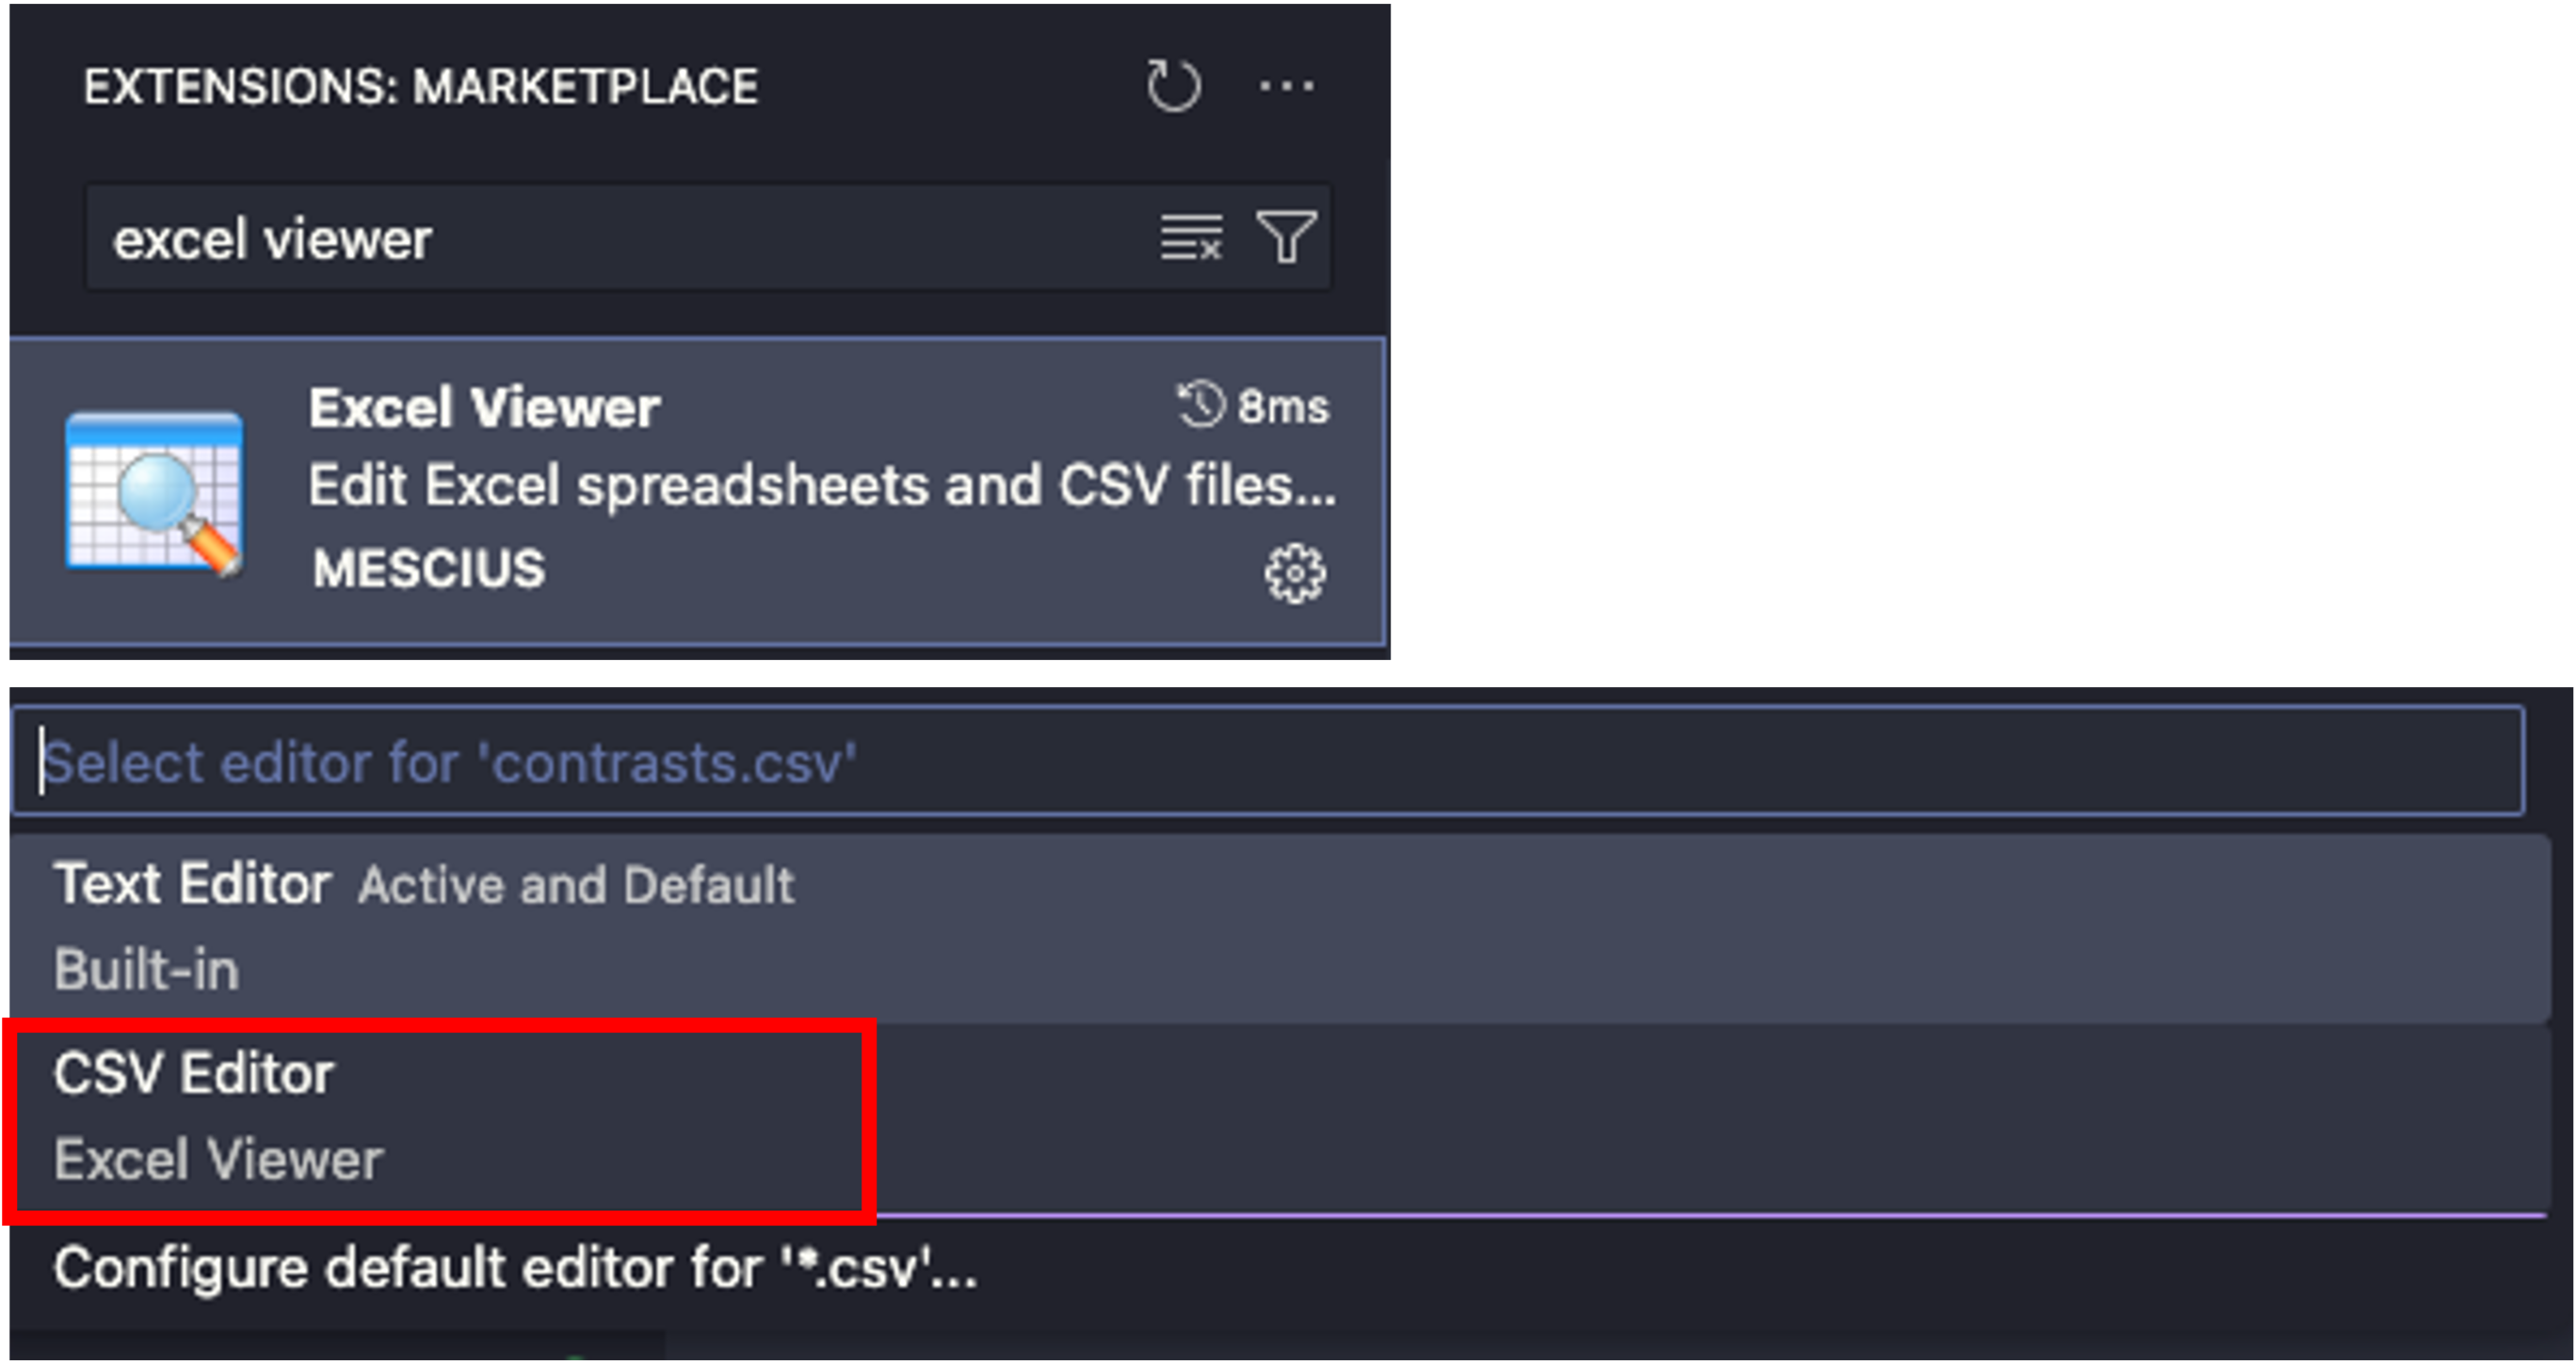 EXTENSIONS: MARKETPLACE
excel viewer
Excel Viewer 8ms
Edit Excel spreadsheets and CSV files...
MESCIUS
Select editor for 'contrasts.csv'
Text Editor Active and Default
Built-in
CSV Editor
Excel Viewer
Configure default editor for '*.csv'...